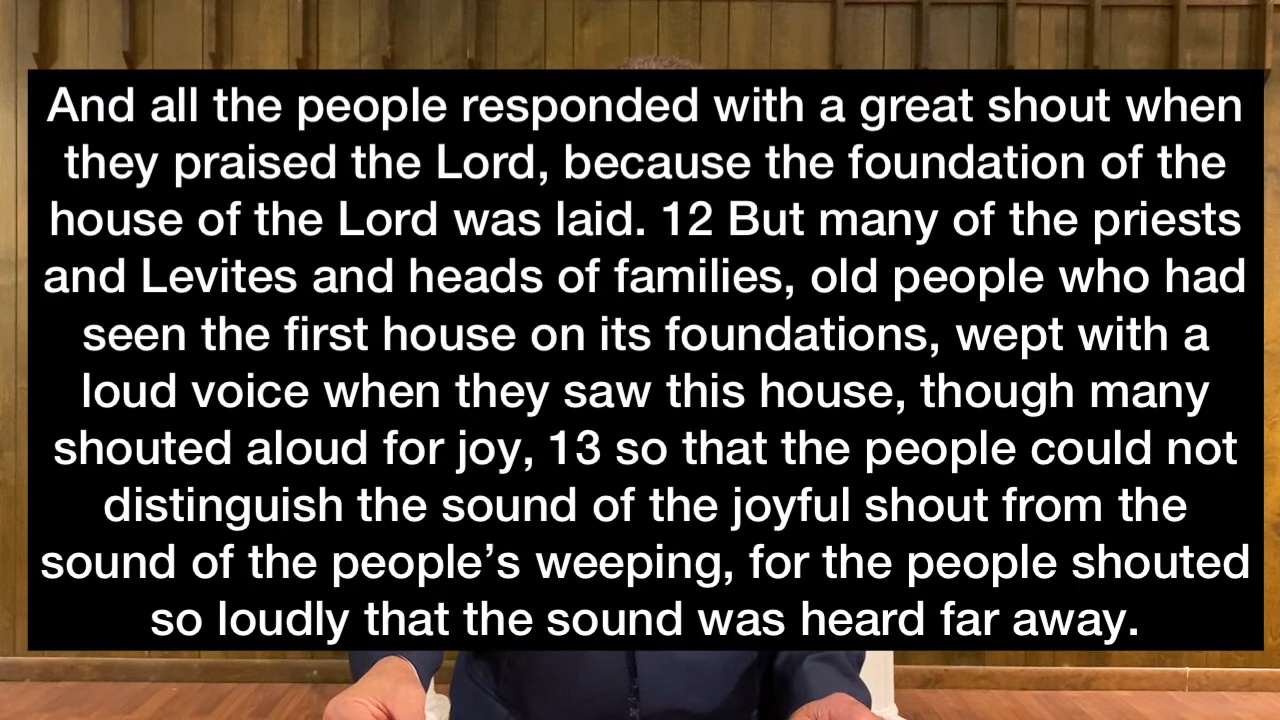 And all the people responded with a great shout when
they praised the Lord, because the foundation of the
house of the Lord was laid. 12 But many of the priests
and Levites and heads of families, old people who had
seen the first house on its foundations, wept with a
loud voice when they saw this house, though many
shouted aloud for joy, 13 so that the people could not
distinguish the sound of the joyful shout from the
sound of the people’s weeping, for the people shouted
so loudly that the sound was heard far away.